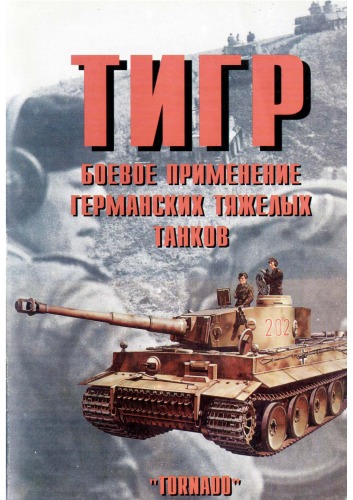 ТИГР
БОЕВОЕ ПРИМЕНЕНИЕ
ГЕРМАНСКИХ ТЯЖЕЛЫХ
ТАНКОВ
202
"TORNADO"